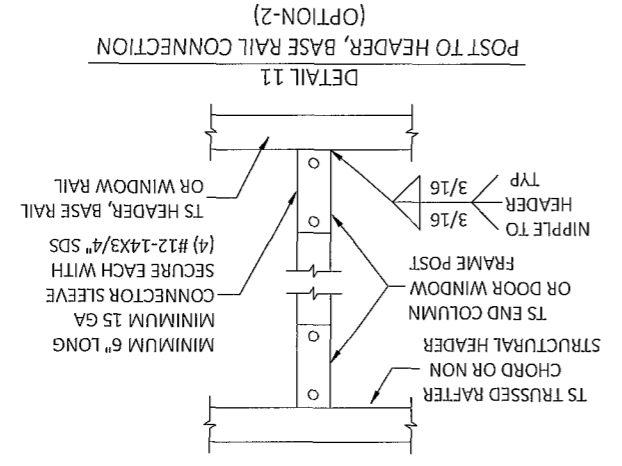 TS TRUSSED RAFTER
CHORD OR NON
STRUCTURAL HEADER
MINIMUM 6" LONG
MINIMUM 15 GA
CONNECTOR SLEEVE
SECURE EACH WITH
(4) #12-14X3/4" SDS
TS END COLUMN
OR DOOR WINDOW
FRAME POST
TS HEADER, BASE RAIL
OR WINDOW RAIL
3/16
3/16
NIPPLE TO
HEADER
TYP
DETAIL 11
POST TO HEADER, BASE RAIL CONNECTION
(OPTION-2)